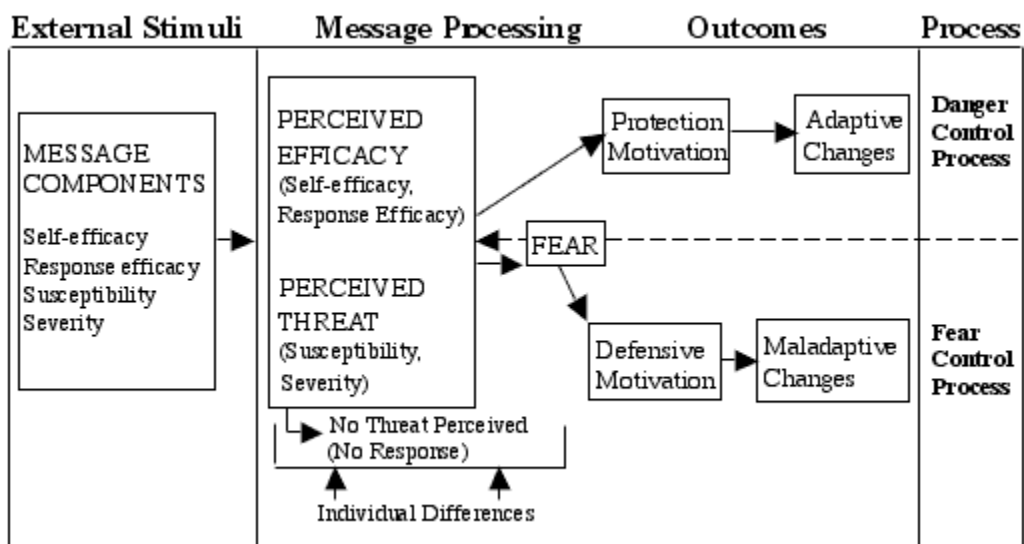 External Stimuli
Message Processing
Outcomes
Process
MESSAGE
COMPONENTS
Self-efficacy
Response efficacy
Susceptibility
Severity
PERCEIVED
EFFICACY
(Self-efficacy,
Response Efficacy)
PERCEIVED
THREAT
(Susceptibility,
Severity)
No Threat Perceived
(No Response)
Individual Differences
Protection
Motivation
Adaptive
Changes
FEAR
Defensive
Motivation
Maladaptive
Changes
Danger
Control
Process
Fear
Control
Process